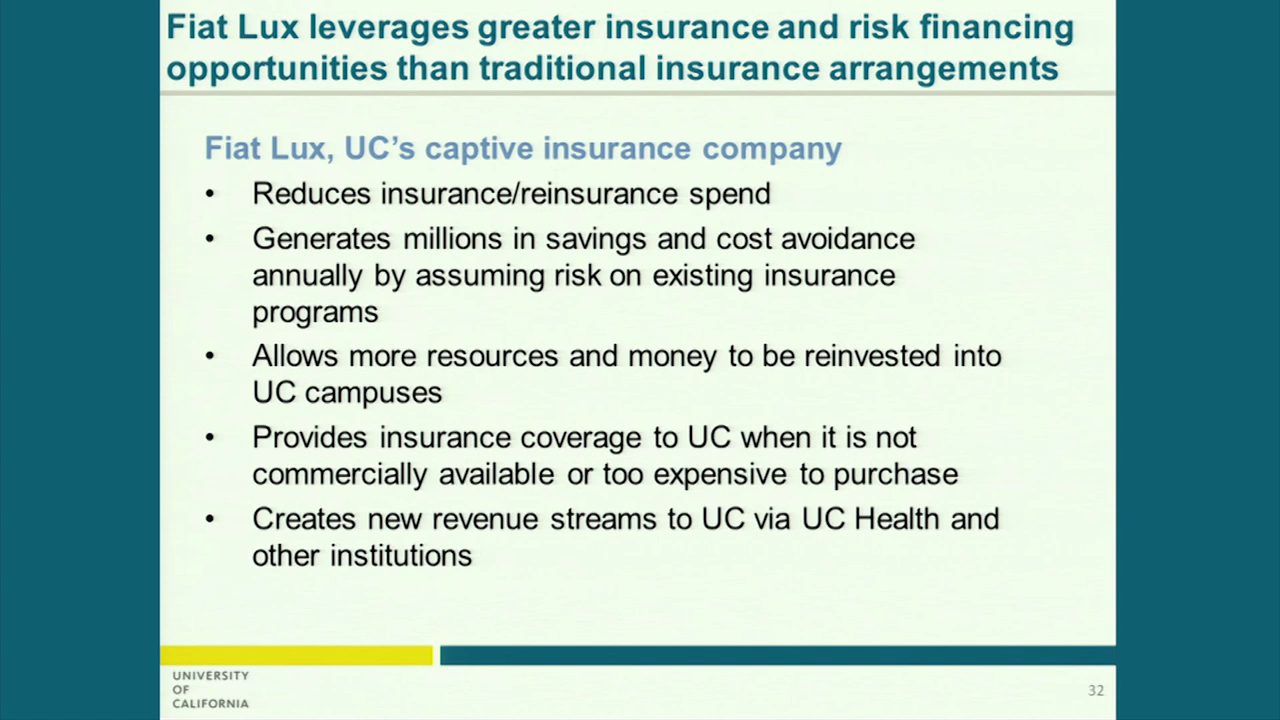 Fiat Lux leverages greater insurance and risk financing
opportunities than traditional insurance arrangements
Fiat Lux, UC’s captive insurance company
• Reduces insurance/reinsurance spend
• Generates millions in savings and cost avoidance
annually by assuming risk on existing insurance
programs
• Allows more resources and money to be reinvested into
UC campuses
• Provides insurance coverage to UC when it is not
commercially available or too expensive to purchase
• Creates new revenue streams to UC via UC Health and
other institutions
UNIVERSITY
OF
CALIFORNIA
32